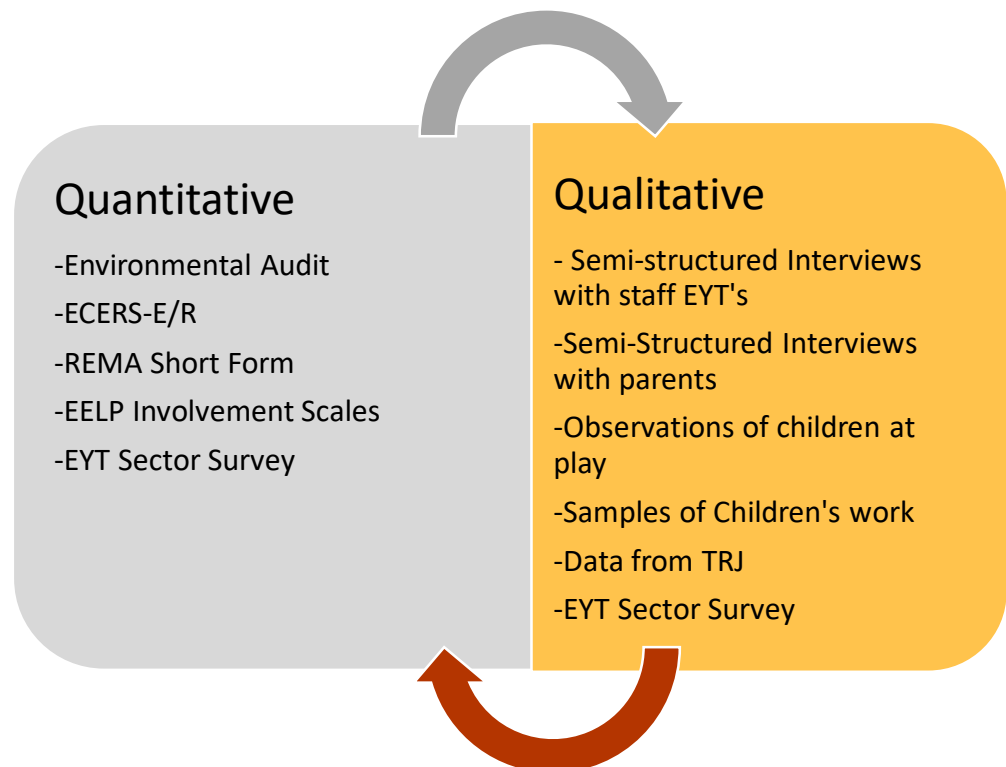 Quantitative
-Environmental Audit
-ECERS-E/R
-REMA Short Form
-EELP Involvement Scales
-EYT Sector Survey
Qualitative
- Semi-structured Interviews
with staff EYT's
-Semi-Structured Interviews
with parents
-Observations of children at
play
-Samples of Children's work
-Data from TRJ
-EYT Sector Survey